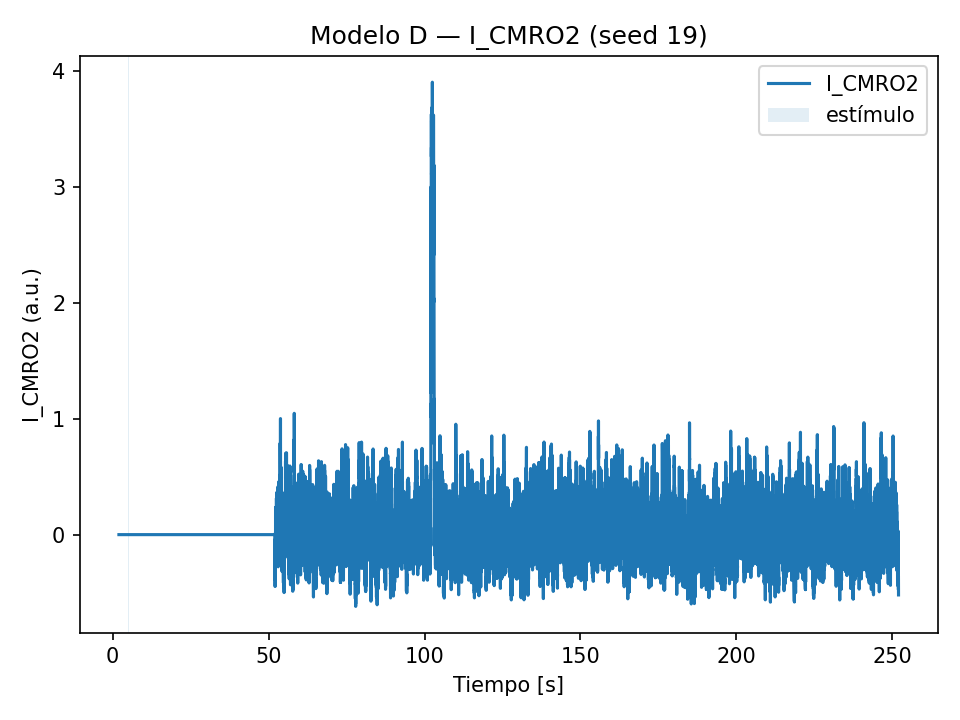 Modelo D — I_CMRO2 (seed 19)
I_CMRO2
estímulo
I_CMRO2 (a.u.)
4
3
2
1
0
0 50 100 150 200 250
Tiempo [s]